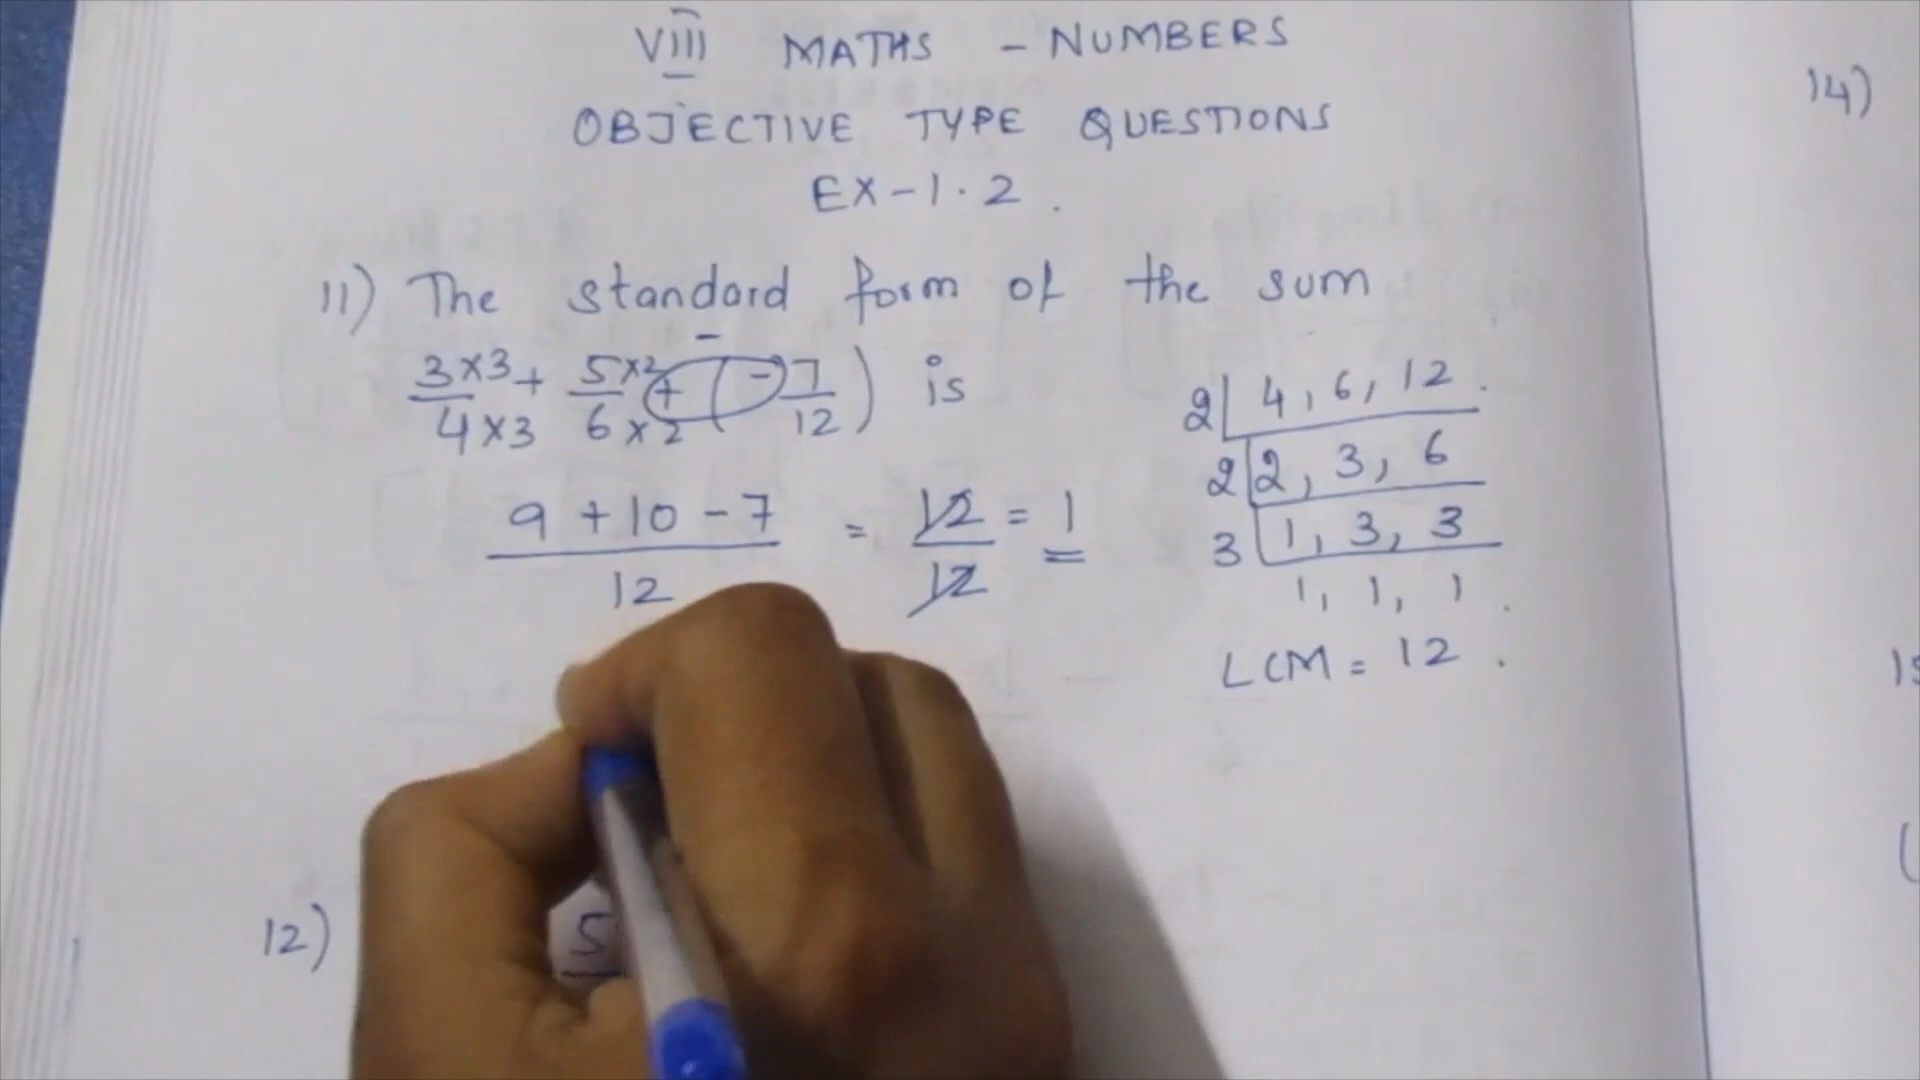 VIII MATHS - NUMBERS
OBJECTIVE TYPE QUESTIONS
EX-1.2.
11) The standard form of the sum
3×3/4×3 + 5×2/6×2 + (-7/12) is
-
9+10-7/12 = 12/12 = 1
2 | 4, 6, 12.
2 | 2, 3, 6
3 | 1, 3, 3
1, 1, 1.
LCM = 12.
12) 5
14)